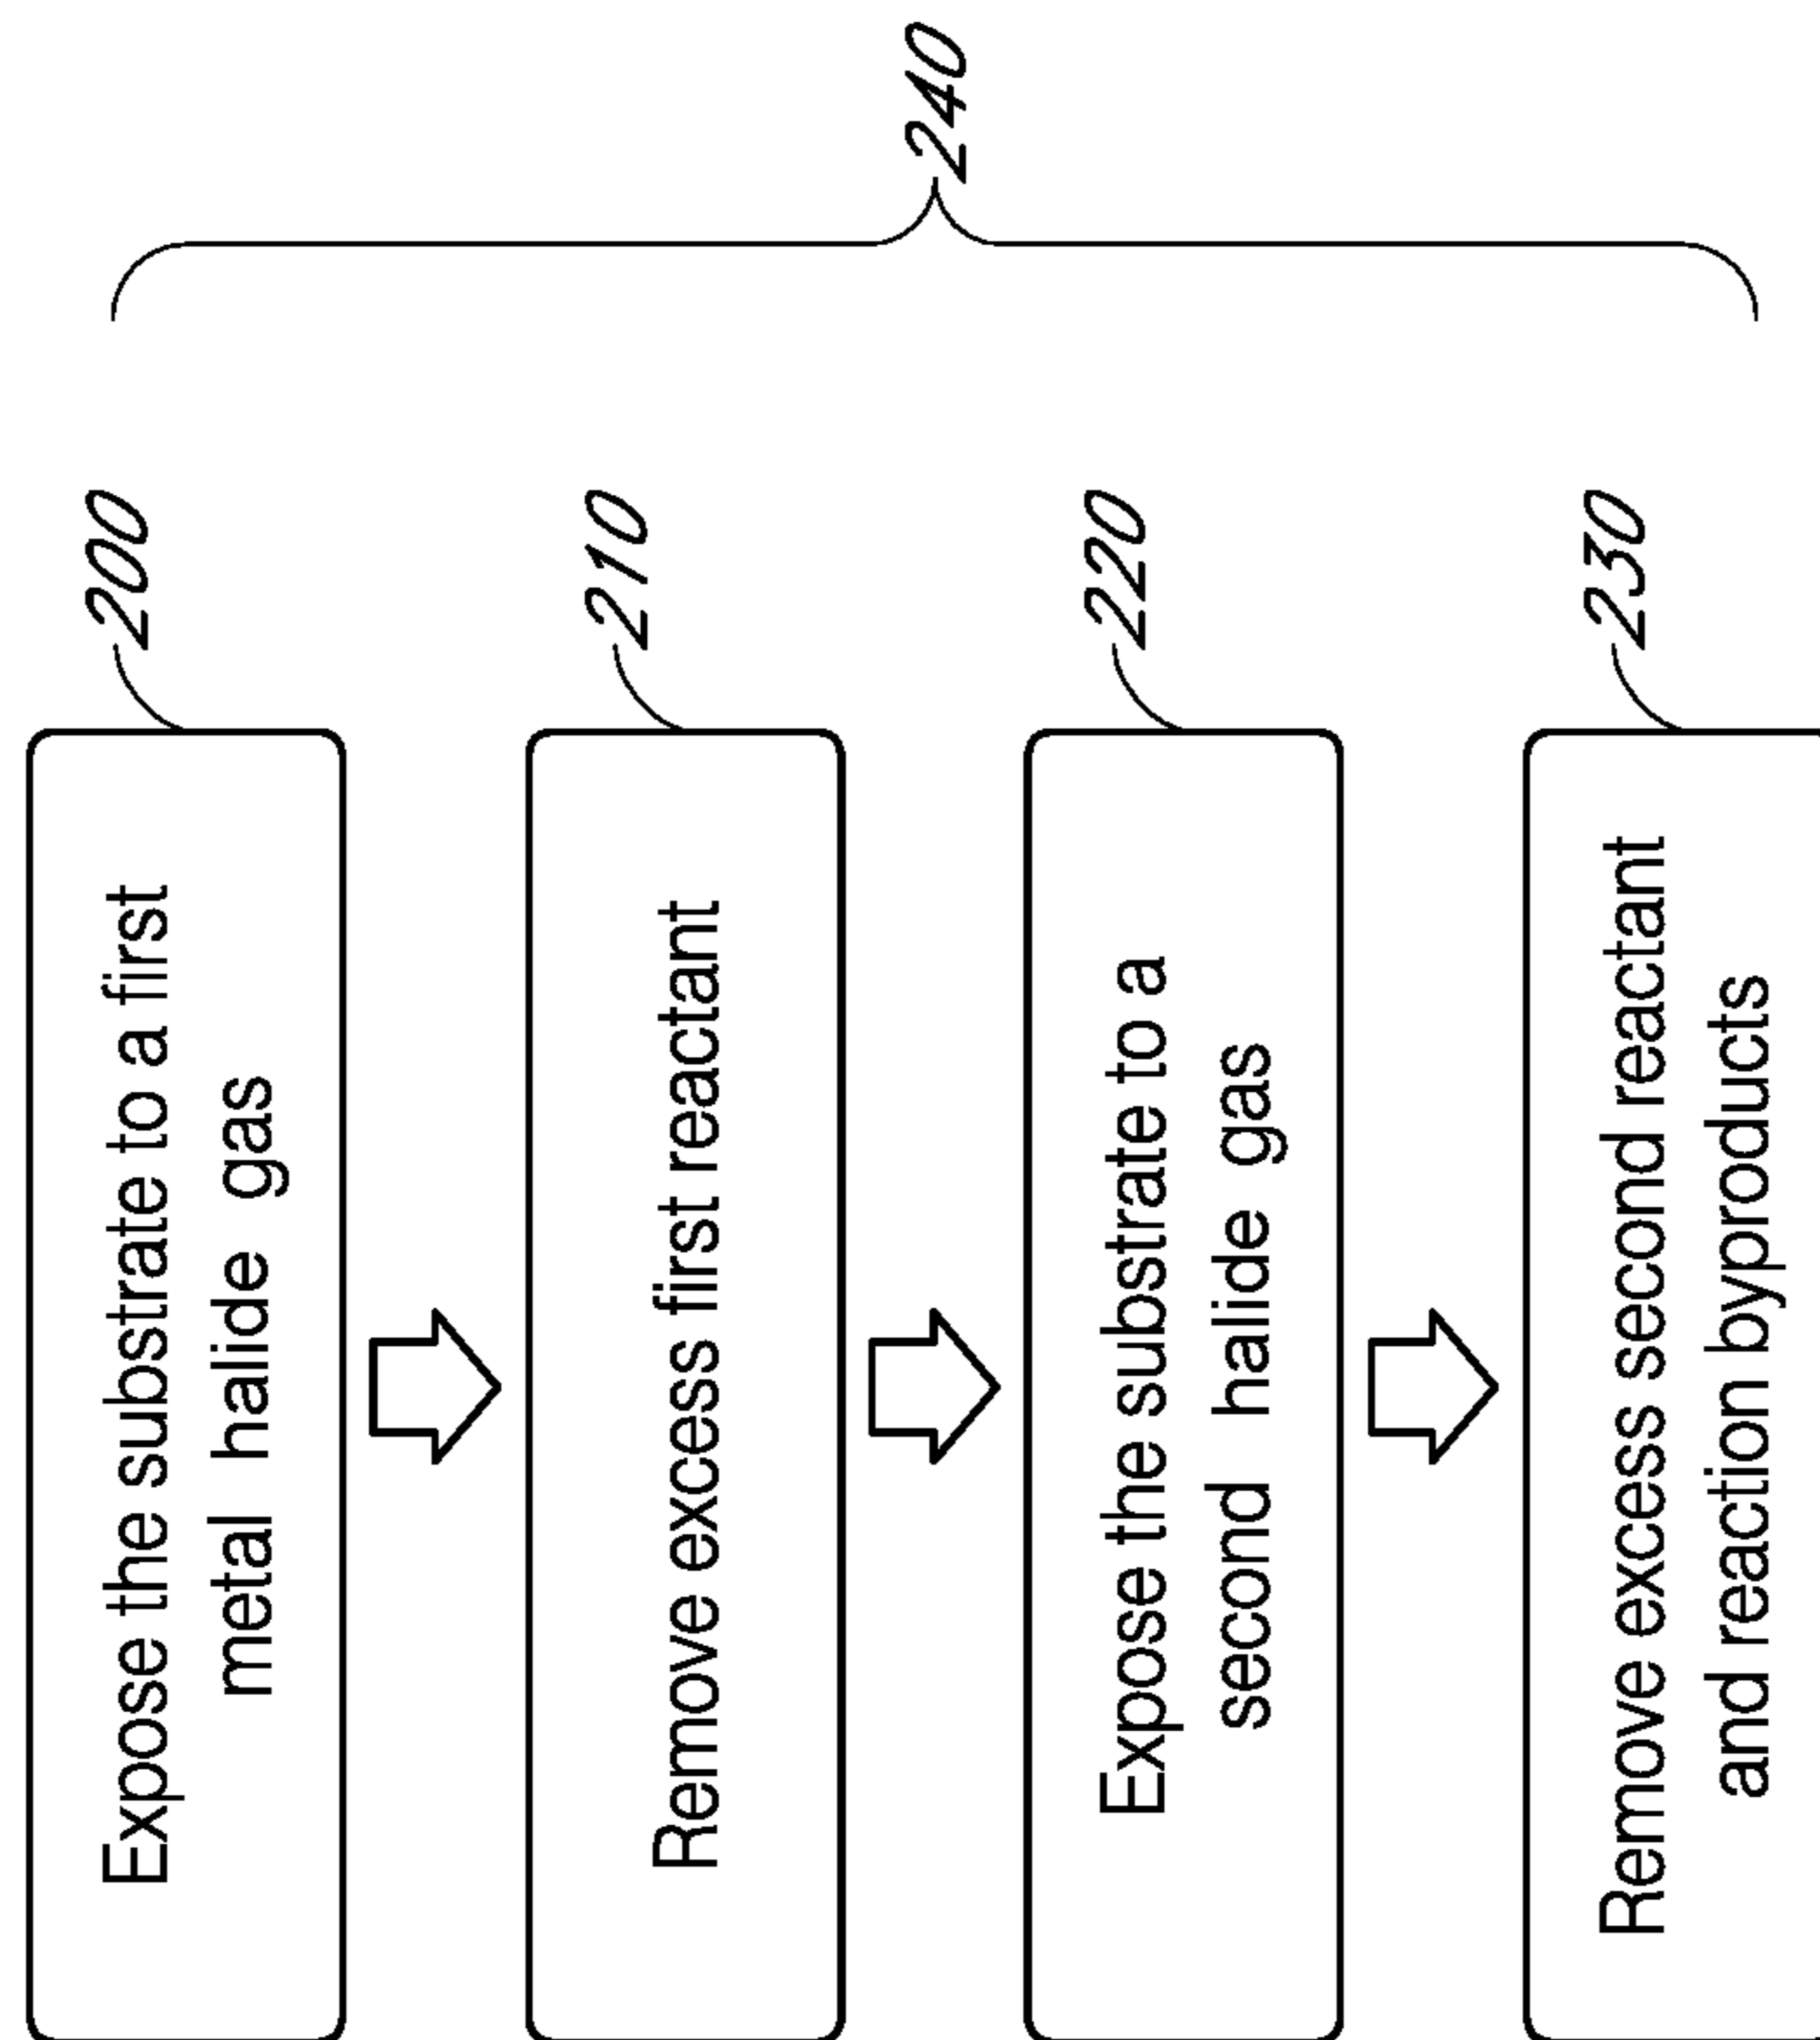 Expose the substrate to a first
metal halide gas
200
Remove excess first reactant
210
Expose the substrate to a
second halide gas
220
Remove excess second reactant
and reaction byproducts
230
240